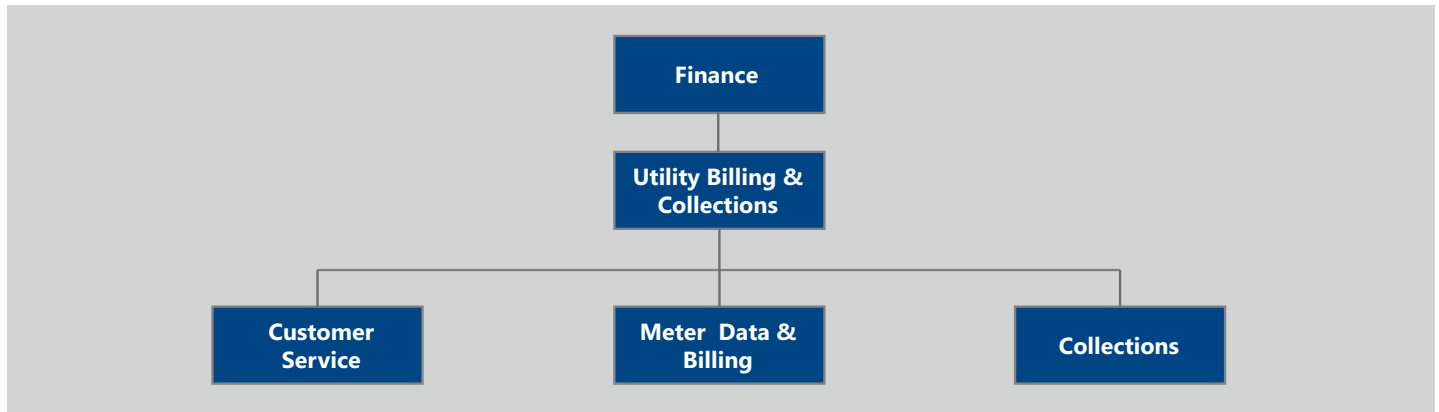 Finance
Utility Billing &
Collections
Customer
Service
Meter Data &
Billing
Collections